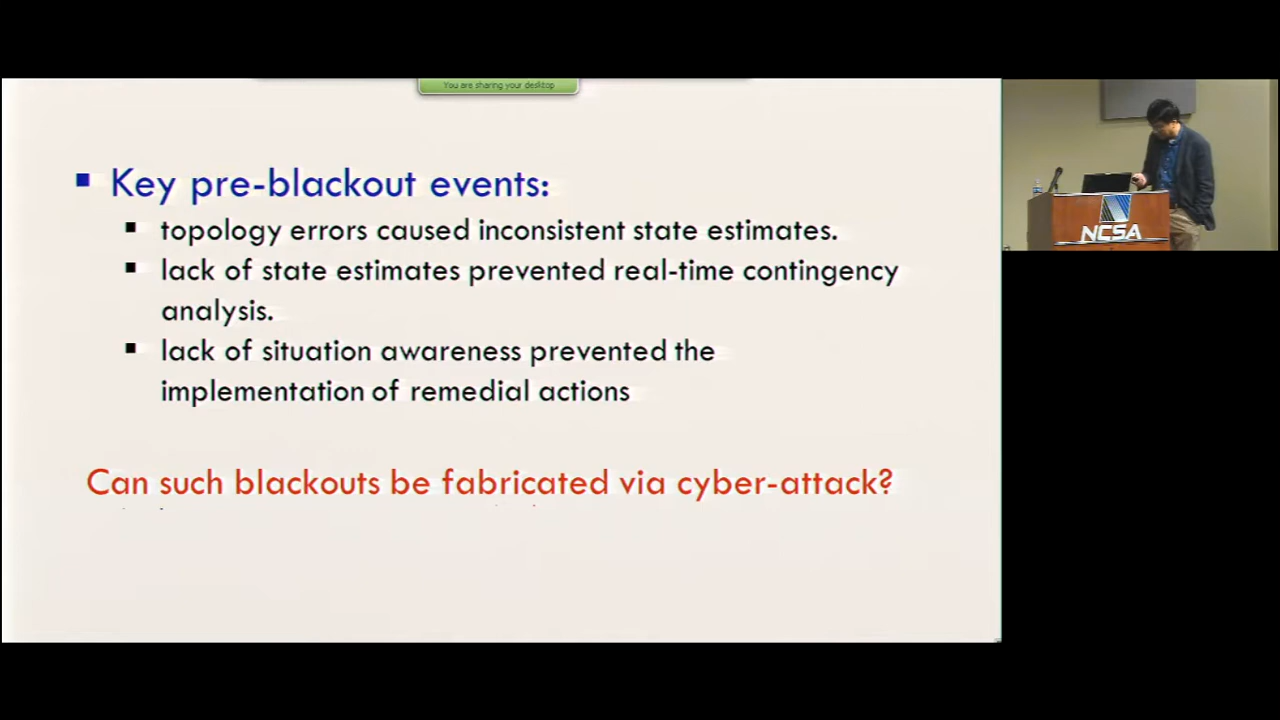 You are sharing your desktop
Key pre-blackout events:
topology errors caused inconsistent state estimates.
lack of state estimates prevented real-time contingency
analysis.
lack of situation awareness prevented the
implementation of remedial actions
Can such blackouts be fabricated via cyber-attack?
NCSA